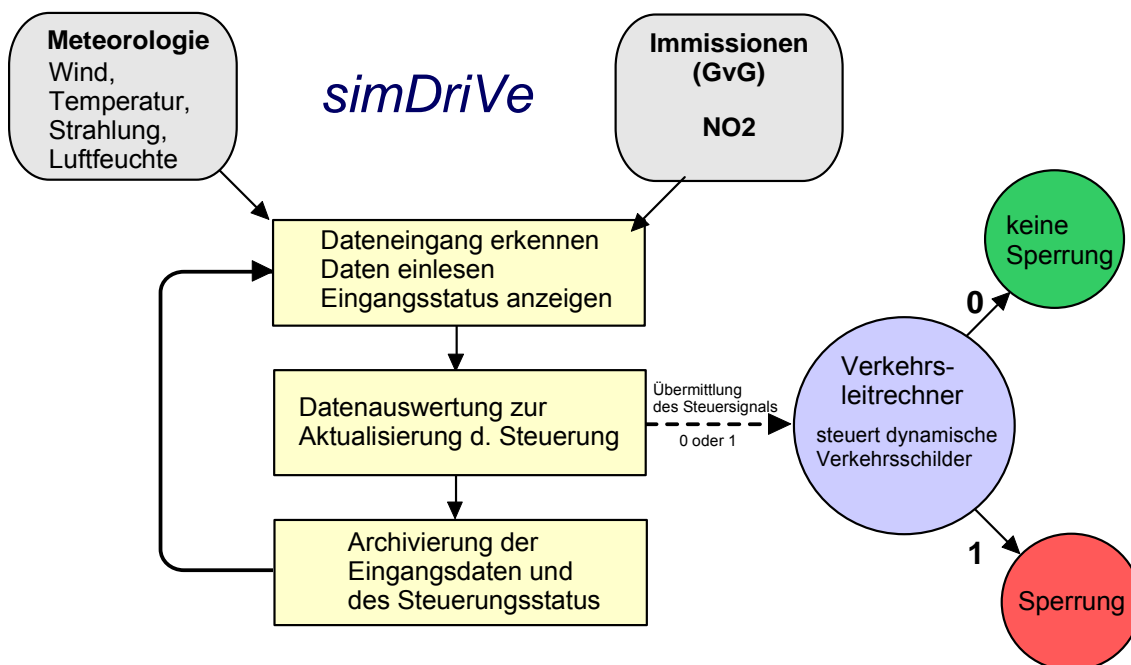 Meteorologie
Wind,
Temperatur,
Strahlung,
Luftfeuchte
simDriVe
Immissionen
(GvG)
NO2
Dateneingang erkennen
Daten einlesen
Eingangsstatus anzeigen
Datenauswertung zur
Aktualisierung d. Steuerung
Archivierung der
Eingangsdaten und
des Steuerungsstatus
Übermittlung
des Steuersignals
0 oder 1
Verkehrs-
leitrechner
steuert dynamische
Verkehrsschilder
0
keine
Sperrung
1
Sperrung